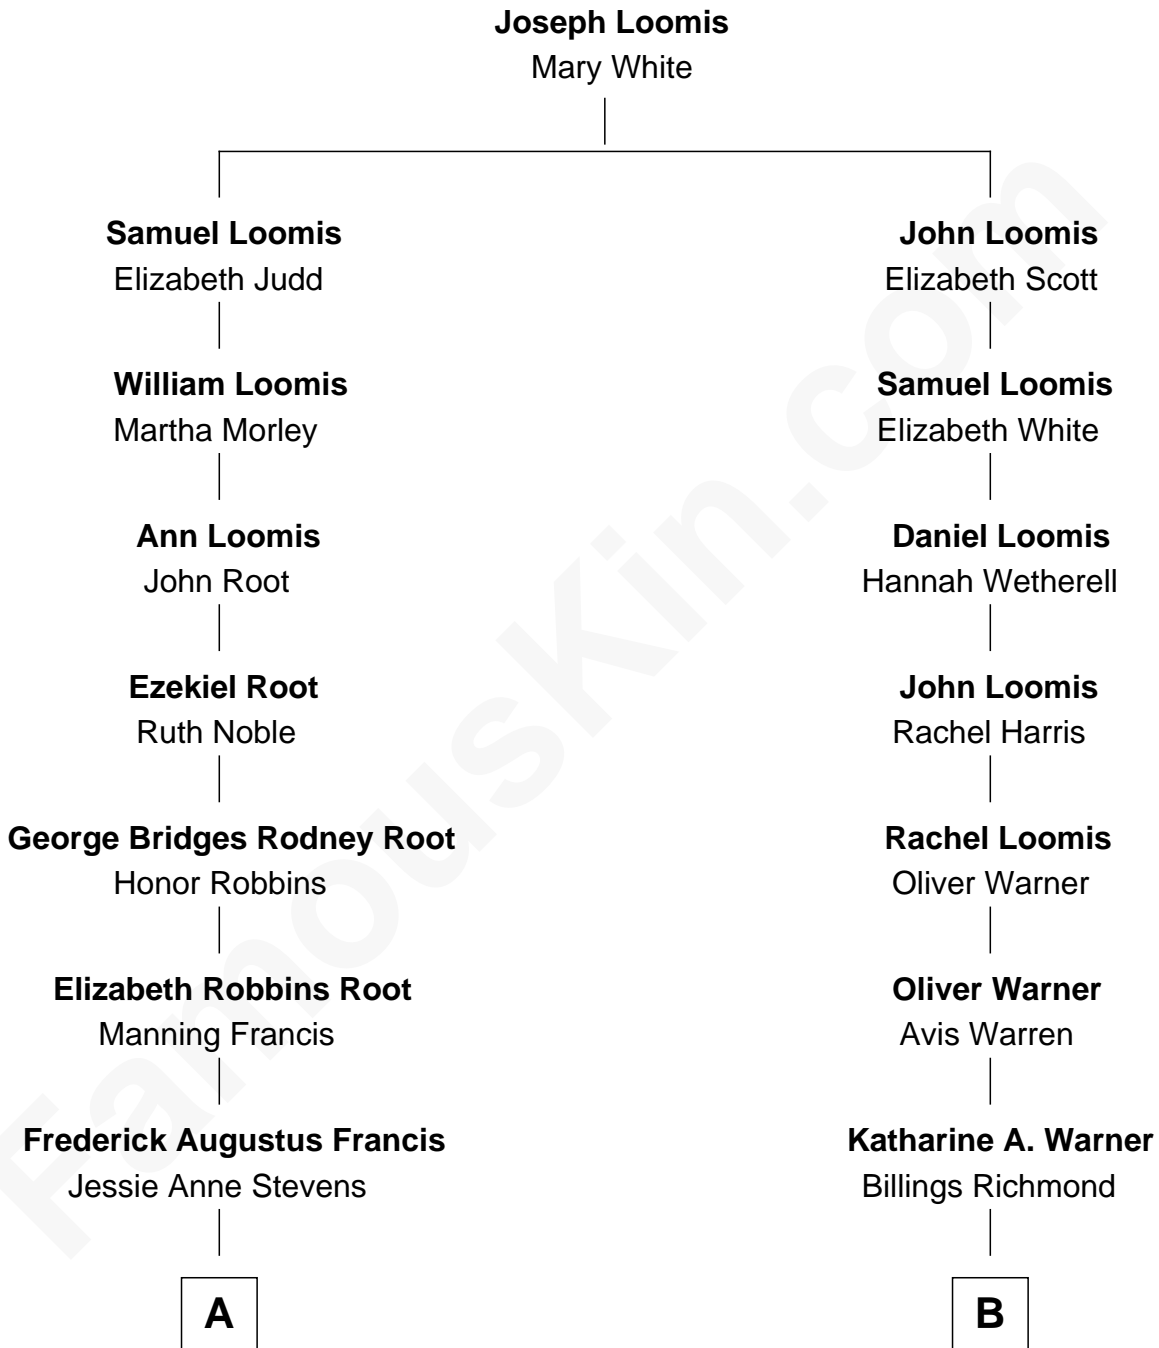 Joseph Loomis
Mary White
Samuel Loomis
Elizabeth Judd
John Loomis
Elizabeth Scott
William Loomis
Martha Morley
Samuel Loomis
Elizabeth White
Ann Loomis
John Root
Daniel Loomis
Hannah Wetherell
Ezekiel Root
Ruth Noble
John Loomis
Rachel Harris
George Bridges Rodney Root
Honor Robbins
Rachel Loomis
Oliver Warner
Elizabeth Robbins Root
Manning Francis
Oliver Warner
Avis Warren
Frederick Augustus Francis
Jessie Anne Stevens
Katharine A. Warner
Billings Richmond
A
B
FamousKin.com